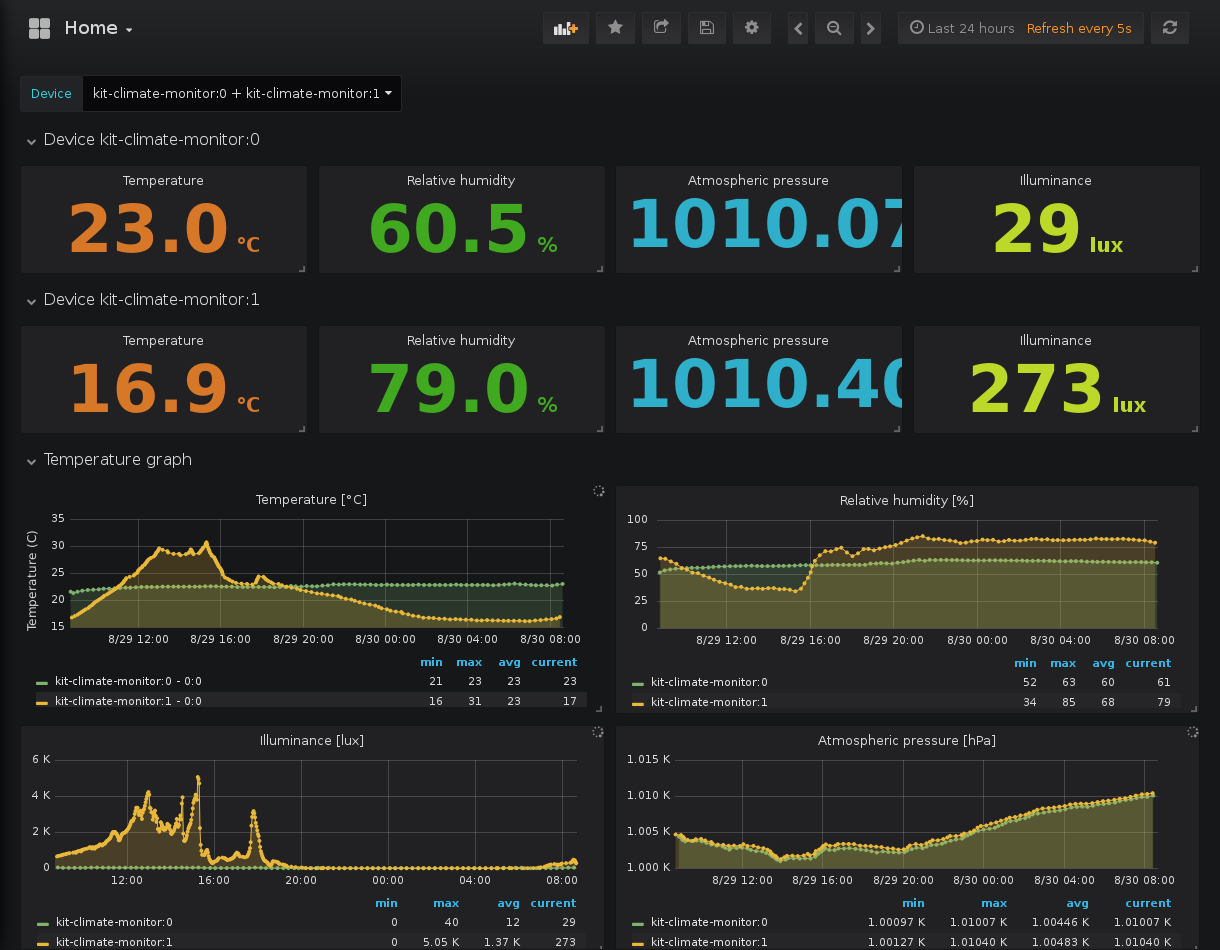 Home
Last 24 hours Refresh every 5s
Device kit-climate-monitor:0 + kit-climate-monitor:1
Device kit-climate-monitor:0
Temperature Relative humidity Atmospheric pressure Illuminance
23.0 °C 60.5 % 1010.07 29 lux
Device kit-climate-monitor:1
Temperature Relative humidity Atmospheric pressure Illuminance
16.9 °C 79.0 % 1010.40 273 lux
Temperature graph
Temperature [°C]
Temperature (C)
35
30
25
20
15
8/29 12:00 8/29 16:00 8/29 20:00 8/30 00:00 8/30 04:00 8/30 08:00
min max avg current
kit-climate-monitor:0 - 0:0 21 23 23 23
kit-climate-monitor:1 - 0:0 16 31 23 17
Relative humidity [%]
100
75
50
25
0
8/29 12:00 8/29 16:00 8/29 20:00 8/30 00:00 8/30 04:00 8/30 08:00
min max avg current
kit-climate-monitor:0 52 63 60 61
kit-climate-monitor:1 34 85 68 79
Illuminance [lux]
6 K
4 K
2 K
0
12:00 16:00 20:00 00:00 04:00 08:00
min max avg current
kit-climate-monitor:0 0 40 12 29
kit-climate-monitor:1 0 5.05 K 1.37 K 273
Atmospheric pressure [hPa]
1.015 K
1.010 K
1.005 K
1.000 K
8/29 12:00 8/29 16:00 8/29 20:00 8/30 00:00 8/30 04:00 8/30 08:00
min max avg current
kit-climate-monitor:0 1.00097 K 1.01007 K 1.00446 K 1.01007 K
kit-climate-monitor:1 1.00127 K 1.01040 K 1.00483 K 1.01040 K